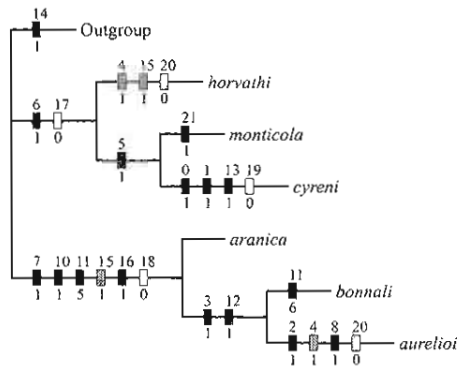 14
Outgroup
1
4 15 20
horvathi
1 1 0
6 17
1 0
21
monticola
1
5
1
0 1 13 19
cyreni
1 1 1 0
aranica
7 10 11 15 16 18
1 1 5 1 1 0
11
bonnali
6
3 12
1 1
2 4 8 20
aurelioi
1 1 1 0